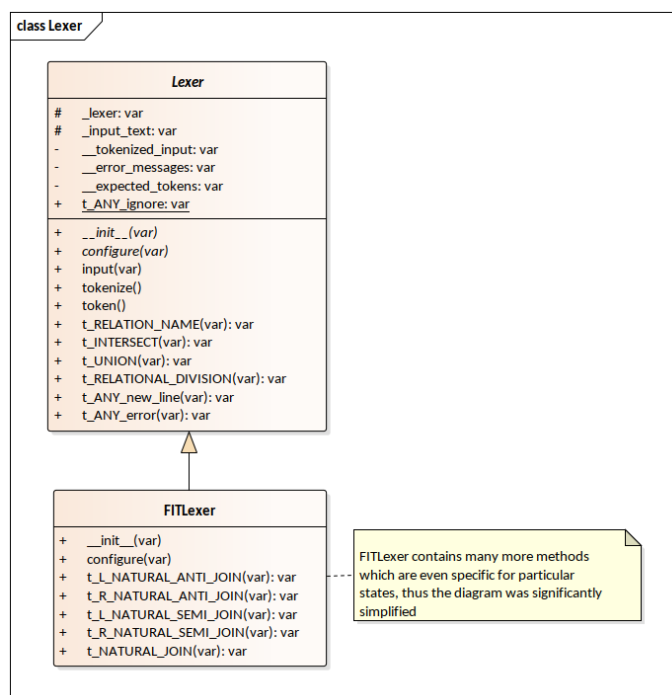 class Lexer
Lexer
# _lexer: var
# _input_text: var
- __tokenized_input: var
- __error_messages: var
- __expected_tokens: var
+ t_ANY_ignore: var
+ __init__(var)
+ configure(var)
+ input(var)
+ tokenize()
+ token()
+ t_RELATION_NAME(var): var
+ t_INTERSECT(var): var
+ t_UNION(var): var
+ t_RELATIONAL_DIVISION(var): var
+ t_ANY_new_line(var): var
+ t_ANY_error(var): var
FITLexer
+ __init__(var)
+ configure(var)
+ t_L_NATURAL_ANTI_JOIN(var): var
+ t_R_NATURAL_ANTI_JOIN(var): var
+ t_L_NATURAL_SEMI_JOIN(var): var
+ t_R_NATURAL_SEMI_JOIN(var): var
+ t_NATURAL_JOIN(var): var
FITLexer contains many more methods
which are even specific for particular
states, thus the diagram was significantly
simplified